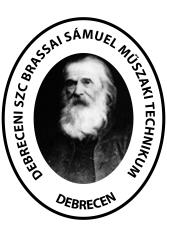 DEBRECENI SZC BRASSAI SÁMUEL MŰSZAKI TECHNIKUM
DEBRECEN